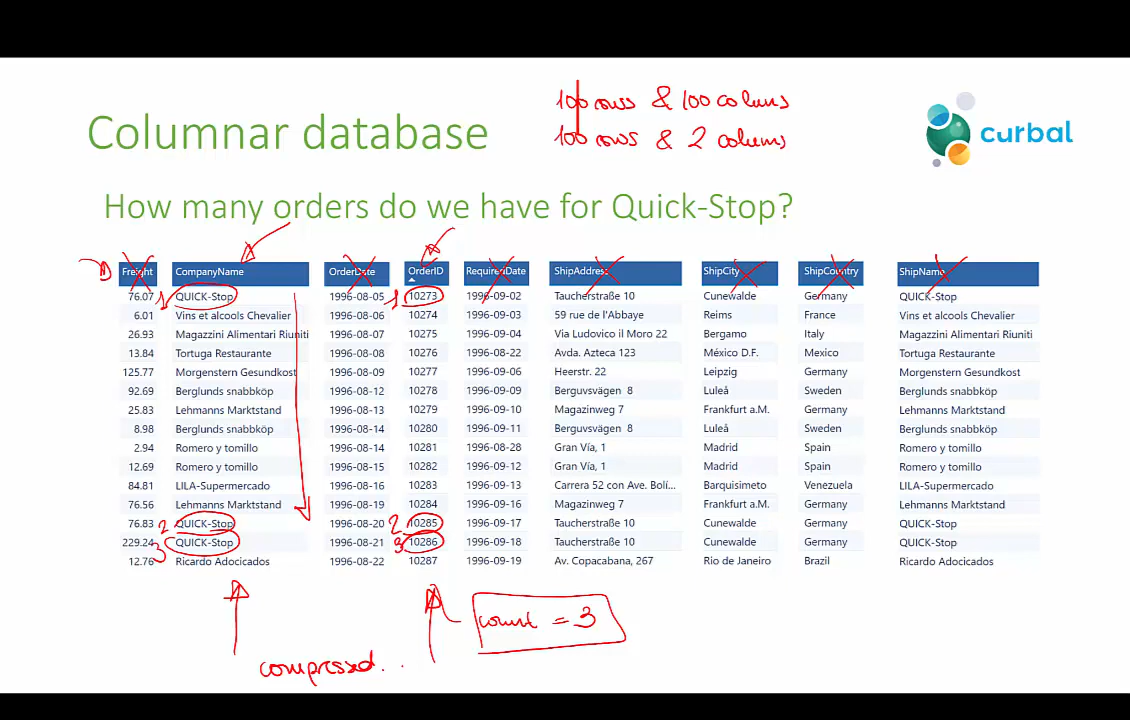 100 rows & 100 colums
100 rows & 2 colums
Columnar database
curbal
How many orders do we have for Quick-Stop?
Freight CompanyName OrderDate OrderID RequiredDate ShipAddress ShipCity ShipCountry ShipName
76.07 1 QUICK-Stop 1996-08-05 1 10273 1996-09-02 Taucherstraße 10 Cunewalde Germany QUICK-Stop
6.01 Vins et alcools Chevalier 1996-08-06 10274 1996-09-03 59 rue de l'Abbaye Reims France Vins et alcools Chevalier
26.93 Magazzini Alimentari Riuniti 1996-08-07 10275 1996-09-04 Via Ludovico il Moro 22 Bergamo Italy Magazzini Alimentari Riuniti
13.84 Tortuga Restaurante 1996-08-08 10276 1996-08-22 Avda. Azteca 123 México D.F. Mexico Tortuga Restaurante
125.77 Morgenstern Gesundkost 1996-08-09 10277 1996-09-06 Heerstr. 22 Leipzig Germany Morgenstern Gesundkost
92.69 Berglunds snabbköp 1996-08-12 10278 1996-09-09 Berguvsvägen 8 Luleå Sweden Berglunds snabbköp
25.83 Lehmanns Marktstand 1996-08-13 10279 1996-09-10 Magazinweg 7 Frankfurt a.M. Germany Lehmanns Marktstand
8.98 Berglunds snabbköp 1996-08-14 10280 1996-09-11 Berguvsvägen 8 Luleå Sweden Berglunds snabbköp
2.94 Romero y tomillo 1996-08-14 10281 1996-08-28 Gran Vía, 1 Madrid Spain Romero y tomillo
12.69 Romero y tomillo 1996-08-15 10282 1996-09-12 Gran Vía, 1 Madrid Spain Romero y tomillo
84.81 LILA-Supermercado 1996-08-16 10283 1996-09-13 Carrera 52 con Ave. Bolí... Barquisimeto Venezuela LILA-Supermercado
76.56 Lehmanns Marktstand 1996-08-19 10284 1996-09-16 Magazinweg 7 Frankfurt a.M. Germany Lehmanns Marktstand
76.83 2 QUICK-Stop 1996-08-20 2 10285 1996-09-17 Taucherstraße 10 Cunewalde Germany QUICK-Stop
229.24 3 QUICK-Stop 1996-08-21 3 10286 1996-09-18 Taucherstraße 10 Cunewalde Germany QUICK-Stop
12.76 Ricardo Adocicados 1996-08-22 10287 1996-09-19 Av. Copacabana, 267 Rio de Janeiro Brazil Ricardo Adocicados
count = 3
compressed...